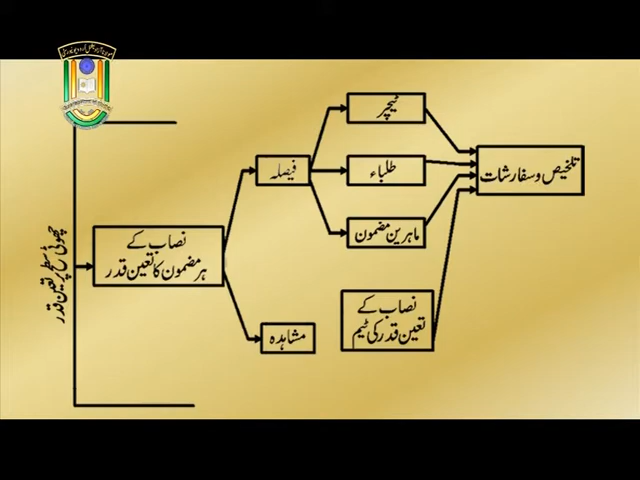 چھوٹی سطح پر تعین قدر
نصاب کے
ہر مضمون کا تعین قدر
فیصلہ
مشاہدہ
ٹیچر
طلباء
ماہرین مضمون
نصاب کے
تعین قدر کی ٹیم
تلخیص و سفارشات